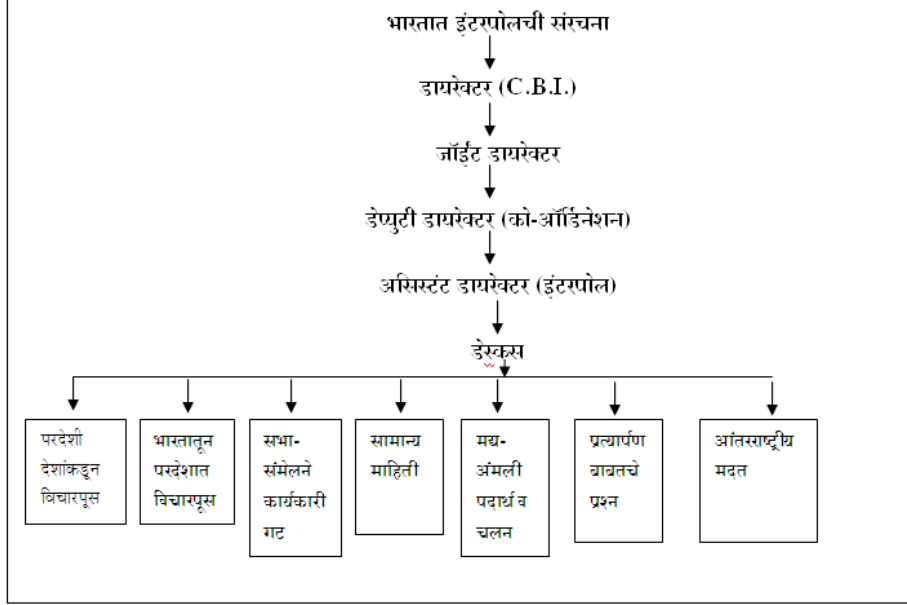 भारतात इंटरपोलची संरचना
डायरेक्टर (C.B.I.)
जॉईंट डायरेक्टर
डेप्युटी डायरेक्टर (को-ऑर्डिनेशन)
असिस्टंट डायरेक्टर (इंटरपोल)
डेस्कस
परदेशी
देशांकडून
विचारपूस
भारतातून
परदेशात
विचारपूस
सभा-
संमेलने
कार्यकारी
गट
सामान्य
माहिती
मद्य-
अंमली
पदार्थ व
चलन
प्रत्यार्पण
बाबतचे
प्रश्न
आंतरराष्ट्रीय
मदत